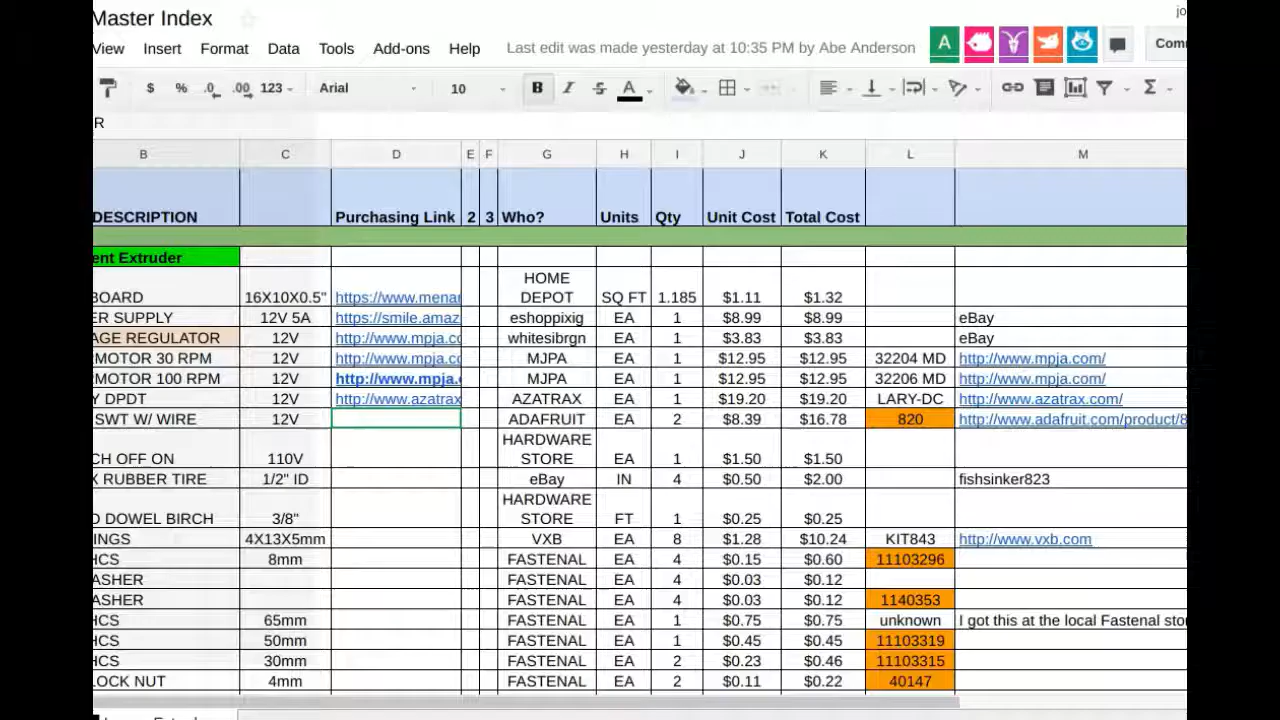 Master Index
jo
View Insert Format Data Tools Add-ons Help Last edit was made yesterday at 10:35 PM by Abe Anderson A Comm
$ % .0 .00 123 Arial 10 B I S A Σ
R
B C D E F G H I J K L M
DESCRIPTION Purchasing Link 2 3 Who? Units Qty Unit Cost Total Cost
ent Extruder
BOARD 16X10X0.5" https://www.menar HOME DEPOT SQ FT 1.185 $1.11 $1.32
ER SUPPLY 12V 5A https://smile.amaz eshoppixig EA 1 $8.99 $8.99 eBay
AGE REGULATOR 12V http://www.mpja.co whitesibrgn EA 1 $3.83 $3.83 eBay
RMOTOR 30 RPM 12V http://www.mpja.co MJPA EA 1 $12.95 $12.95 32204 MD http://www.mpja.com/
RMOTOR 100 RPM 12V http://www.mpja. MJPA EA 1 $12.95 $12.95 32206 MD http://www.mpja.com/
Y DPDT 12V http://www.azatrax AZATRAX EA 1 $19.20 $19.20 LARY-DC http://www.azatrax.com/
SWT W/ WIRE 12V ADAFRUIT EA 2 $8.39 $16.78 820 http://www.adafruit.com/product/8
CH OFF ON 110V HARDWARE STORE EA 1 $1.50 $1.50
X RUBBER TIRE 1/2" ID eBay IN 4 $0.50 $2.00 fishsinker823
D DOWEL BIRCH 3/8" HARDWARE STORE FT 1 $0.25 $0.25
INGS 4X13X5mm VXB EA 8 $1.28 $10.24 KIT843 http://www.vxb.com
HCS 8mm FASTENAL EA 4 $0.15 $0.60 11103296
ASHER FASTENAL EA 4 $0.03 $0.12
ASHER FASTENAL EA 4 $0.03 $0.12 1140353
HCS 65mm FASTENAL EA 1 $0.75 $0.75 unknown I got this at the local Fastenal stor
HCS 50mm FASTENAL EA 1 $0.45 $0.45 11103319
HCS 30mm FASTENAL EA 2 $0.23 $0.46 11103315
LOCK NUT 4mm FASTENAL EA 2 $0.11 $0.22 40147